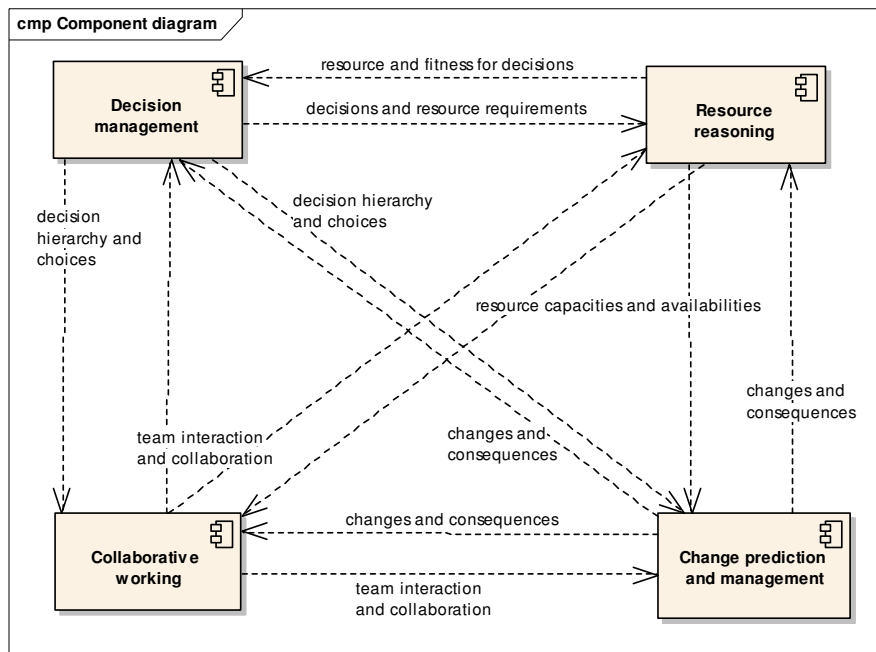 cmp Component diagram
resource and fitness for decisions
Decision
management
decisions and resource requirements
Resource
reasoning
decision
hierarchy and
choices
decision hierarchy
and choices
resource capacities and availabilities
changes and
consequences
team interaction
and collaboration
changes and
consequences
changes and consequences
Collaborative
working
Change prediction
and management
team interaction
and collaboration